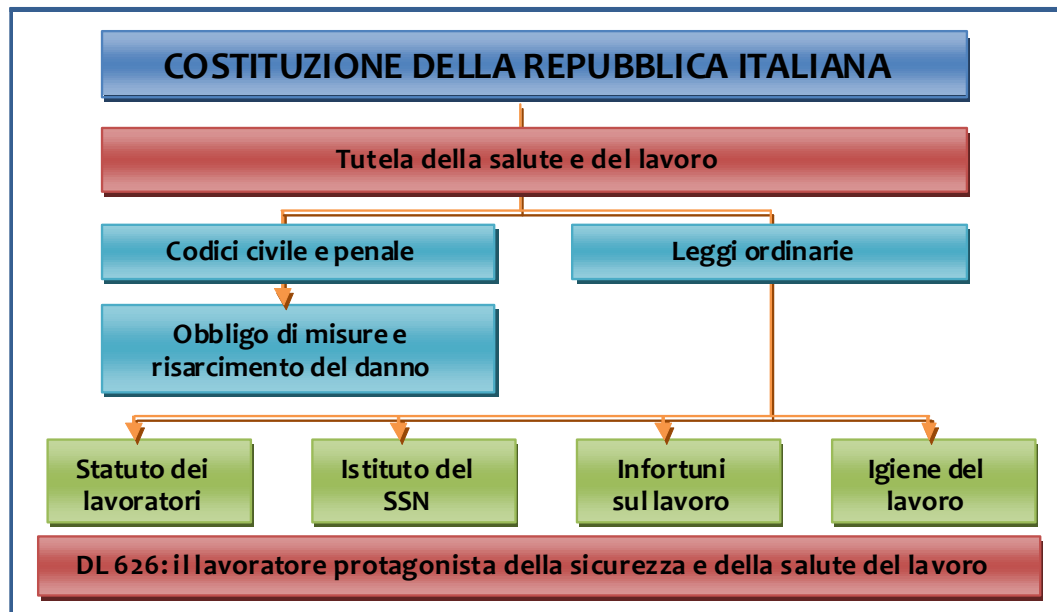 COSTITUZIONE DELLA REPUBBLICA ITALIANA
Tutela della salute e del lavoro
Codici civile e penale
Leggi ordinarie
Obbligo di misure e
risarcimento del danno
Statuto dei
lavoratori
Istituto del
SSN
Infortuni
sul lavoro
Igiene del
lavoro
DL 626: il lavoratore protagonista della sicurezza e della salute del lavoro